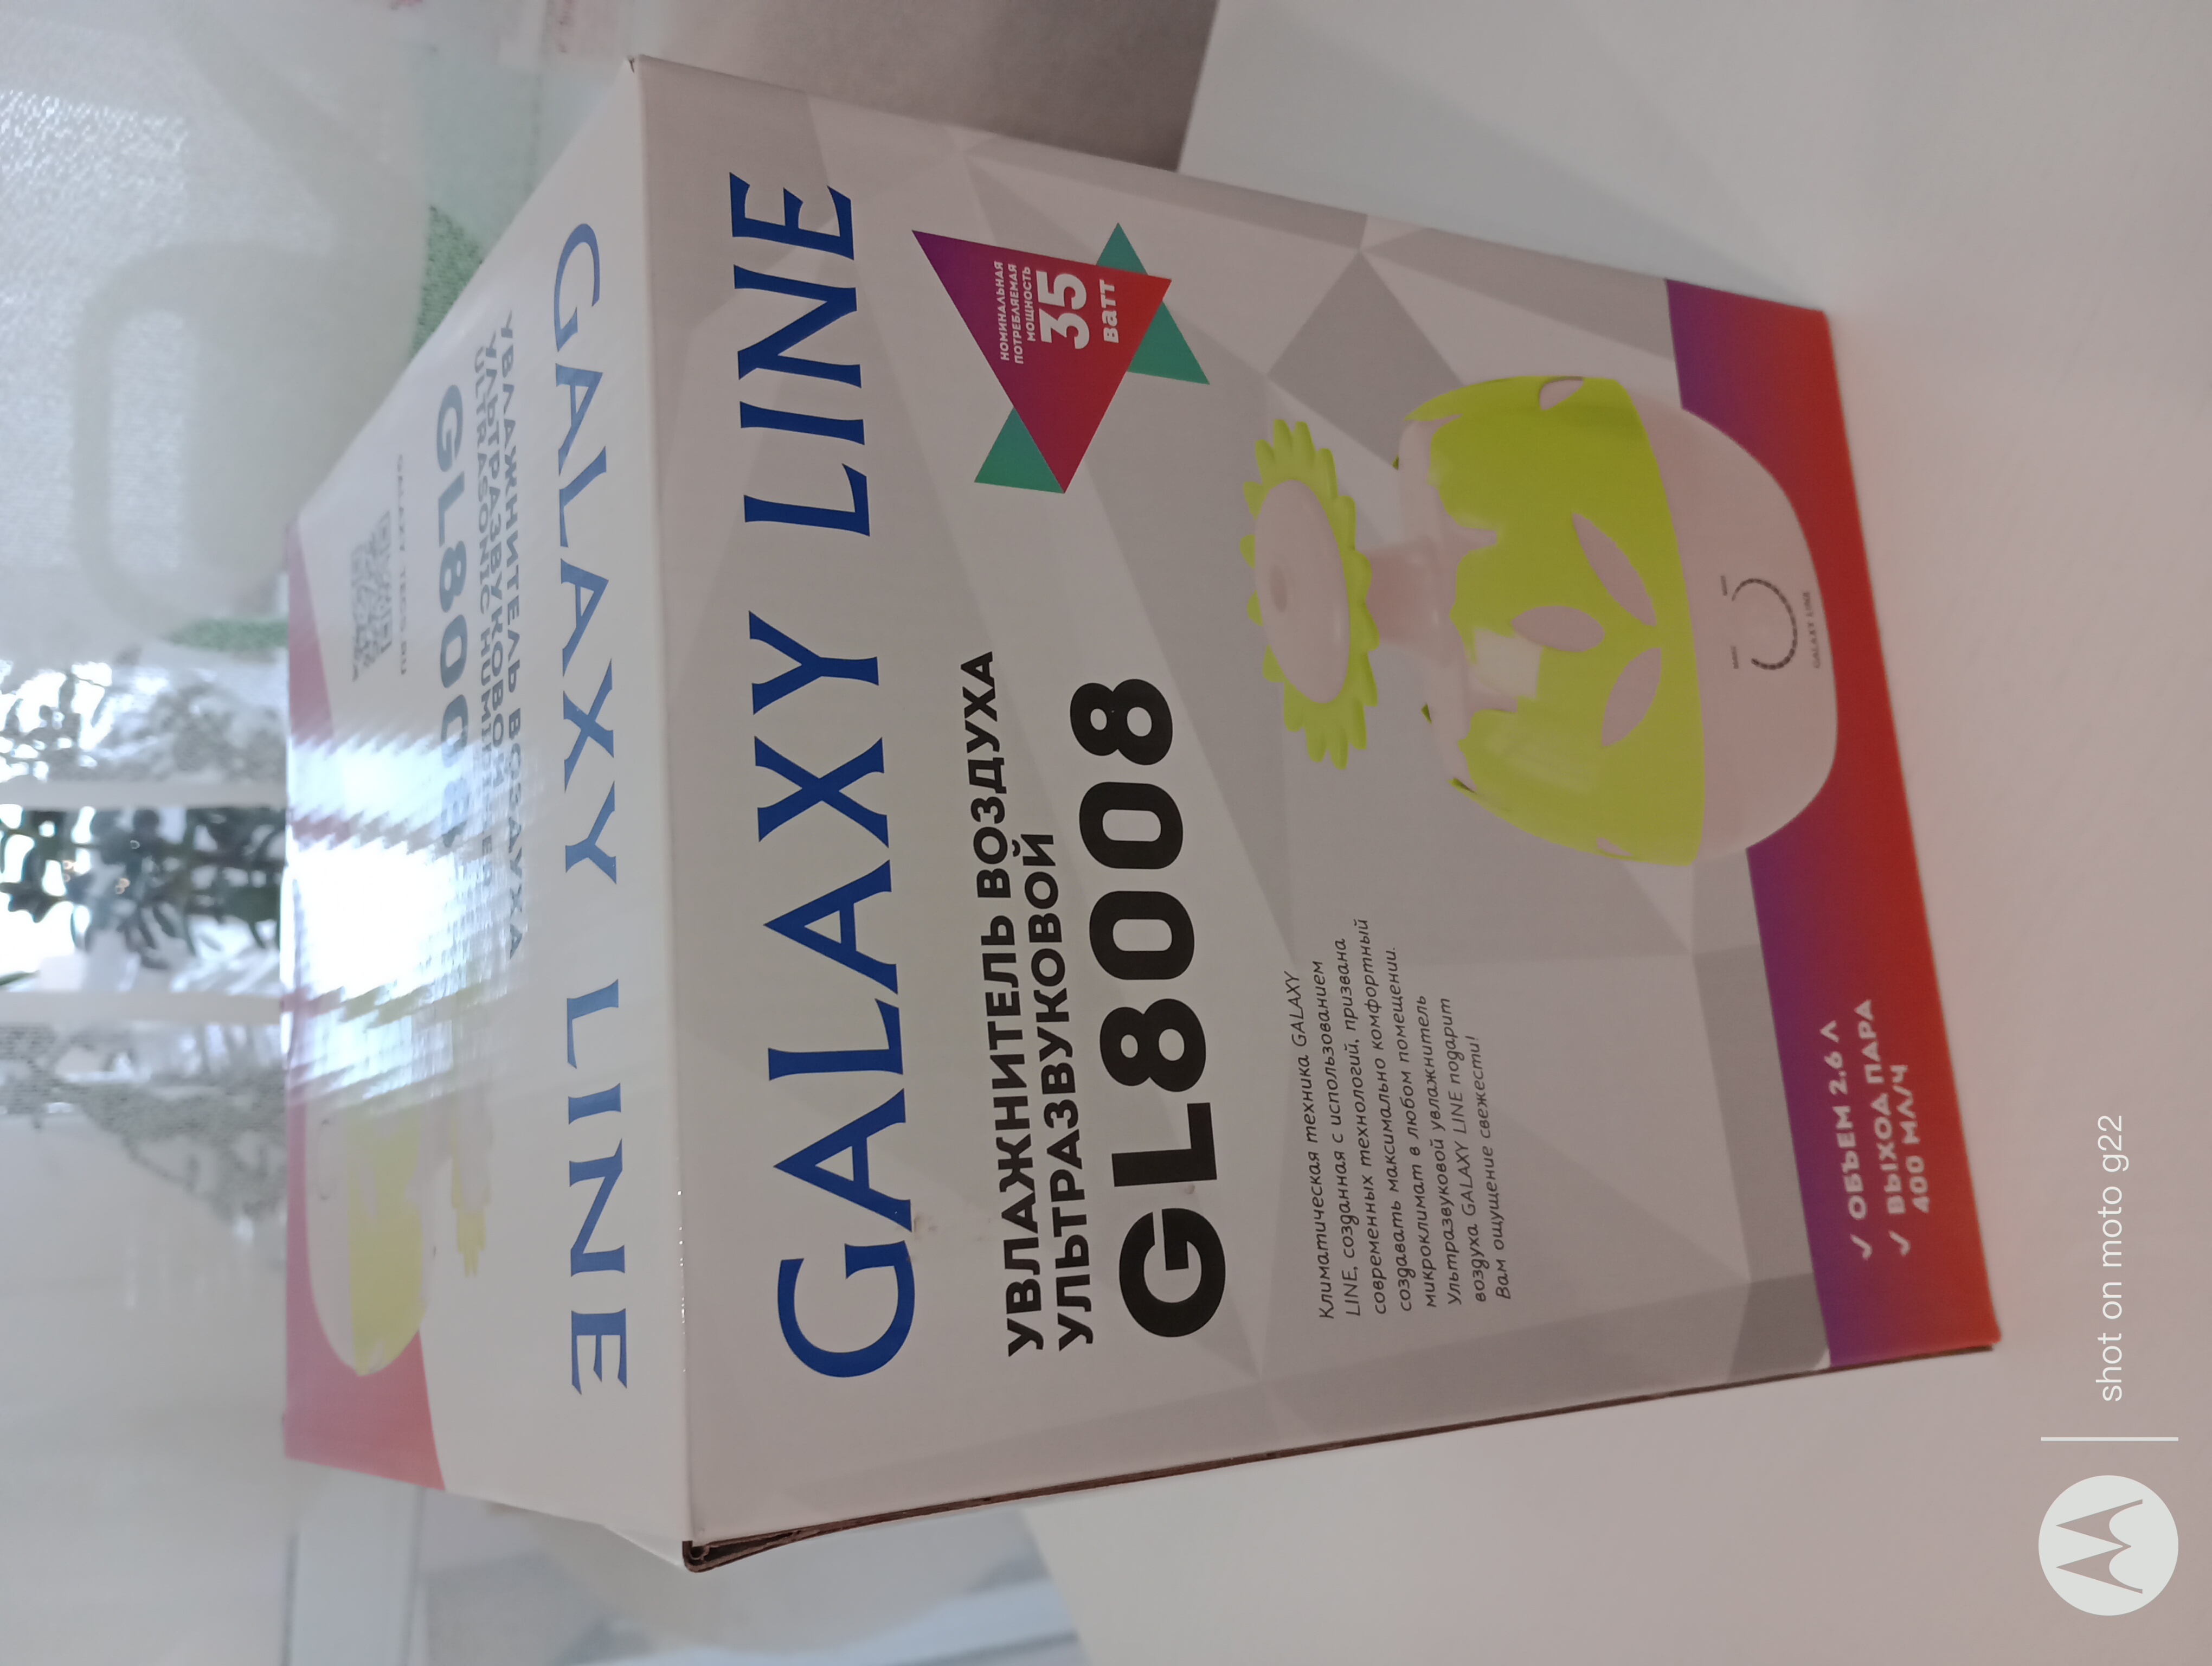 GALAXY LINE
УВЛАЖНИТЕЛЬ ВОЗДУХА
УЛЬТРАЗВУКОВОЙ
GL8008
НОМИНАЛЬНАЯ
ПОТРЕБЛЯЕМАЯ
МОЩНОСТЬ
35
ватт
Климатическая техника GALAXY
LINE, созданная с использованием
современных технологий, призвана
создавать максимально комфортный
микроклимат в любом помещении.
Ультразвуковой увлажнитель
воздуха GALAXY LINE подарит
Вам ощущение свежести!
GALAXY LINE
✓ ОБЪЕМ 2,6 Л
✓ ВЫХОД ПАРА
400 МЛ/Ч
GALAXY LINE
УВЛАЖНИТЕЛЬ ВОЗДУХА
УЛЬТРАЗВУКОВОЙ
ULTRASONIC
GL8008
shot on moto g22